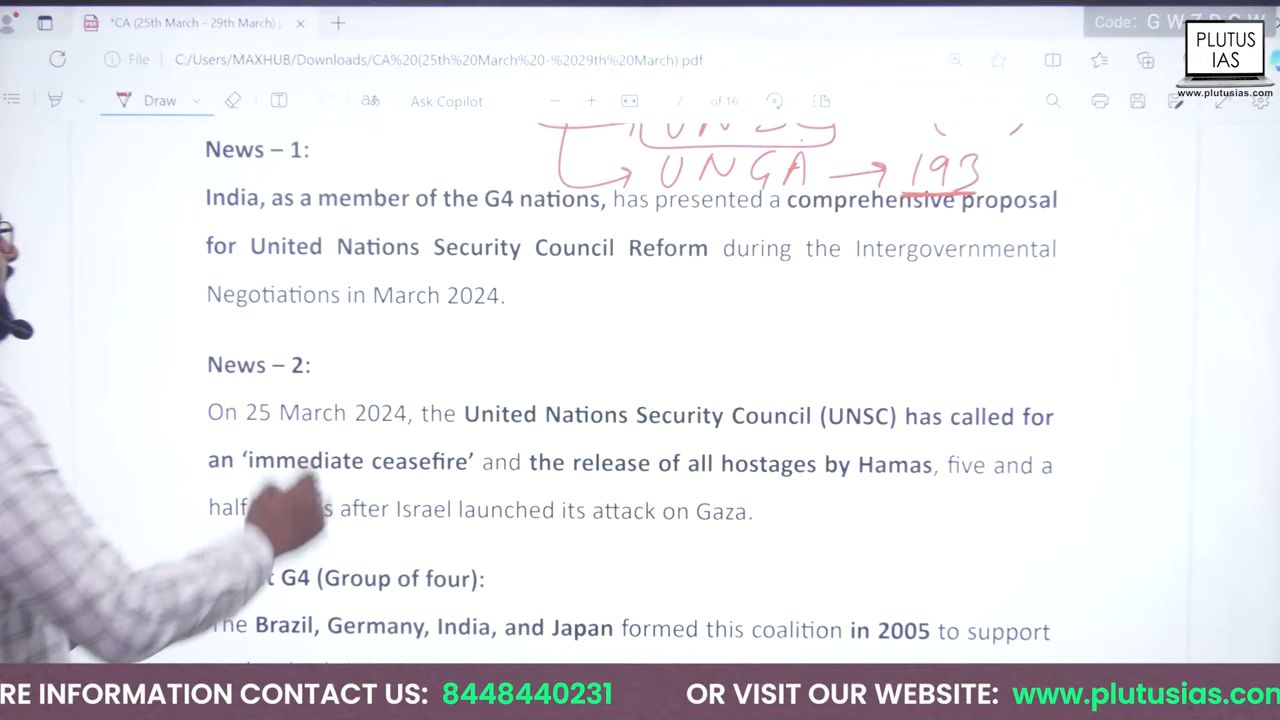 *CA (25th March - 29th March)
Code: G W Z D S W
PLUTUS
IAS
www.plutusias.com
File C:/Users/MAXHUB/Downloads/CA%20(25th%20March%20-%2029th%20March).pdf
Draw aあ Ask Copilot 7 of 16
News – 1:
UNGA → 193
India, as a member of the G4 nations, has presented a comprehensive proposal
for United Nations Security Council Reform during the Intergovernmental
Negotiations in March 2024.
News – 2:
On 25 March 2024, the United Nations Security Council (UNSC) has called for
an ‘immediate ceasefire’ and the release of all hostages by Hamas, five and a
half after Israel launched its attack on Gaza.
G4 (Group of four):
The Brazil, Germany, India, and Japan formed this coalition in 2005 to support
RE INFORMATION CONTACT US: 8448440231 OR VISIT OUR WEBSITE: www.plutusias.com